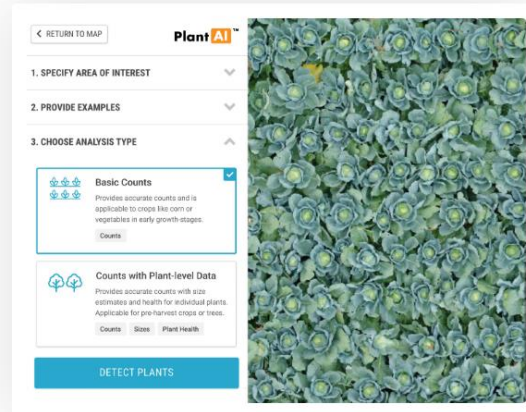 RETURN TO MAP
Plant AI™
1. SPECIFY AREA OF INTEREST
2. PROVIDE EXAMPLES
3. CHOOSE ANALYSIS TYPE
Basic Counts
Provides accurate counts and is
applicable to crops like corn or
vegetables in early growth-stages.
Counts
Counts with Plant-level Data
Provides accurate counts with size
estimates and health for individual plants.
Applicable for pre-harvest crops or trees.
Counts Sizes Plant Health
DETECT PLANTS